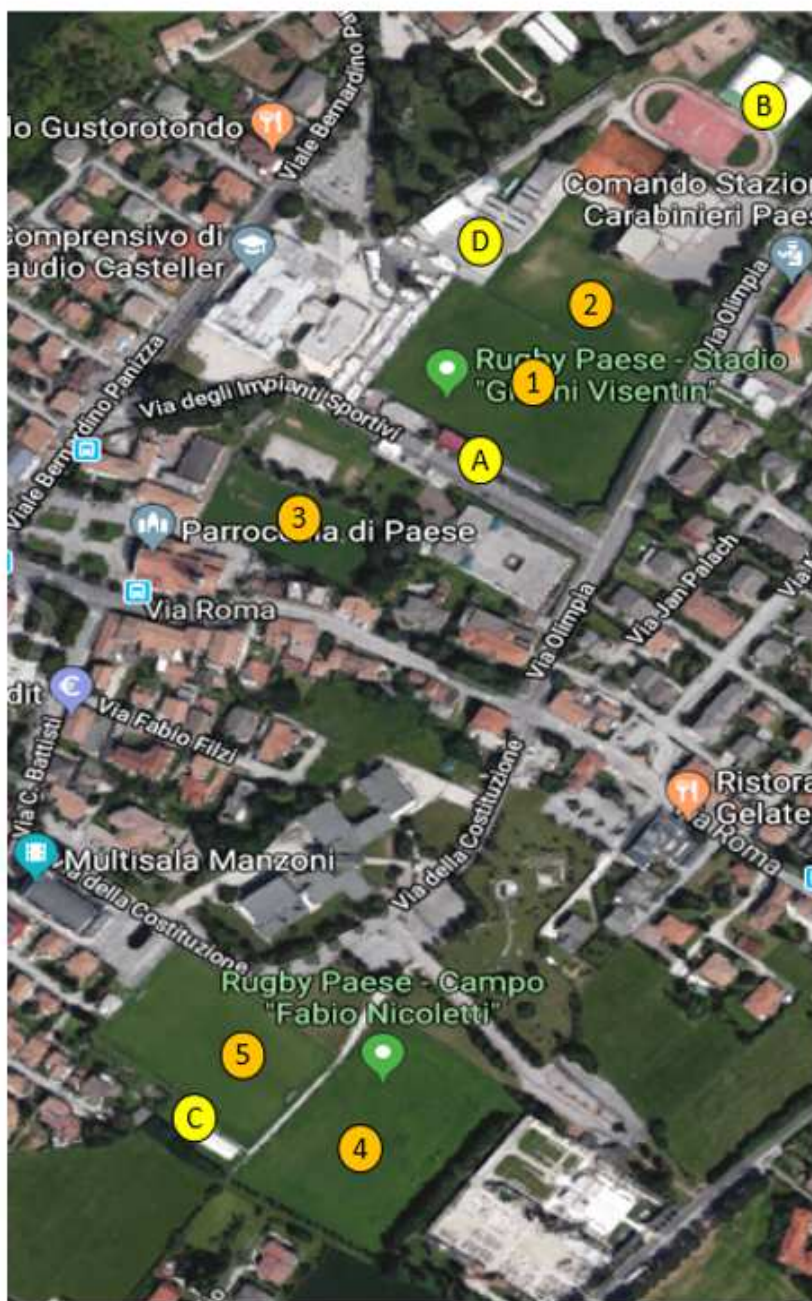 Viale Bernardino Pa
lo Gustorotondo
B
Comando Stazion
Carabinieri Paes
Comprensivo di
audio Casteller
D
2
Via Olimpia
Rugby Paese - Stadio
1
Viale Bernardino Panizza
Via degli Impianti Sportivi
A
3
Parrocchia di Paese
Via Jan Palach
Via Roma
Via Olimpia
dit
€
Via Fabio Filzi
Via C. Battisti
Via della Costituzione
Ristora
Gelate
Via Roma
Multisala Manzoni
a della Costituzione
Rugby Paese - Campo
"Fabio Nicoletti"
5
C
4